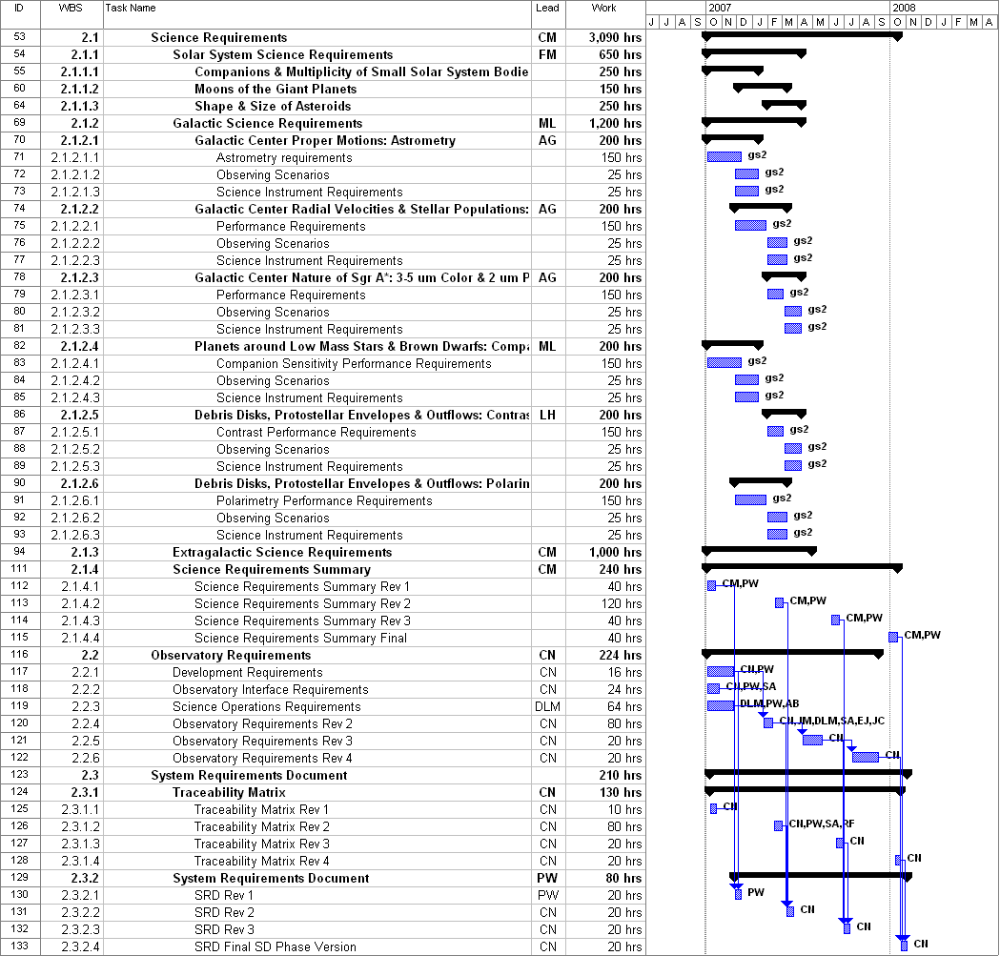 ID WBS Task Name Lead Work 2007 2008
J J A S O N D J F M A M J J A S O N D J F M A
53 2.1 Science Requirements CM 3,090 hrs
54 2.1.1 Solar System Science Requirements FM 650 hrs
55 2.1.1.1 Companions & Multiplicity of Small Solar System Bodie 250 hrs
60 2.1.1.2 Moons of the Giant Planets 150 hrs
64 2.1.1.3 Shape & Size of Asteroids 250 hrs
69 2.1.2 Galactic Science Requirements ML 1,200 hrs
70 2.1.2.1 Galactic Center Proper Motions: Astrometry AG 200 hrs
71 2.1.2.1.1 Astrometry requirements 150 hrs gs2
72 2.1.2.1.2 Observing Scenarios 25 hrs gs2
73 2.1.2.1.3 Science Instrument Requirements 25 hrs gs2
74 2.1.2.2 Galactic Center Radial Velocities & Stellar Populations: AG 200 hrs
75 2.1.2.2.1 Performance Requirements 150 hrs gs2
76 2.1.2.2.2 Observing Scenarios 25 hrs gs2
77 2.1.2.2.3 Science Instrument Requirements 25 hrs gs2
78 2.1.2.3 Galactic Center Nature of Sgr A*: 3-5 um Color & 2 um P AG 200 hrs
79 2.1.2.3.1 Performance Requirements 150 hrs gs2
80 2.1.2.3.2 Observing Scenarios 25 hrs gs2
81 2.1.2.3.3 Science Instrument Requirements 25 hrs gs2
82 2.1.2.4 Planets around Low Mass Stars & Brown Dwarfs: Compa ML 200 hrs
83 2.1.2.4.1 Companion Sensitivity Performance Requirements 150 hrs gs2
84 2.1.2.4.2 Observing Scenarios 25 hrs gs2
85 2.1.2.4.3 Science Instrument Requirements 25 hrs gs2
86 2.1.2.5 Debris Disks, Protostellar Envelopes & Outflows: Contras LH 200 hrs
87 2.1.2.5.1 Contrast Performance Requirements 150 hrs gs2
88 2.1.2.5.2 Observing Scenarios 25 hrs gs2
89 2.1.2.5.3 Science Instrument Requirements 25 hrs gs2
90 2.1.2.6 Debris Disks, Protostellar Envelopes & Outflows: Polarin 200 hrs
91 2.1.2.6.1 Polarimetry Performance Requirements 150 hrs gs2
92 2.1.2.6.2 Observing Scenarios 25 hrs gs2
93 2.1.2.6.3 Science Instrument Requirements 25 hrs gs2
94 2.1.3 Extragalactic Science Requirements CM 1,000 hrs
111 2.1.4 Science Requirements Summary CM 240 hrs
112 2.1.4.1 Science Requirements Summary Rev 1 40 hrs CM,PW
113 2.1.4.2 Science Requirements Summary Rev 2 120 hrs CM,PW
114 2.1.4.3 Science Requirements Summary Rev 3 40 hrs CM,PW
115 2.1.4.4 Science Requirements Summary Final 40 hrs CM,PW
116 2.2 Observatory Requirements CN 224 hrs
117 2.2.1 Development Requirements CN 16 hrs CN,PW
118 2.2.2 Observatory Interface Requirements CN 24 hrs CN,PW,SA
119 2.2.3 Science Operations Requirements DLM 64 hrs DLM,PW,AB
120 2.2.4 Observatory Requirements Rev 2 CN 80 hrs CN,JM,DLM,SA,EJ,JC
121 2.2.5 Observatory Requirements Rev 3 CN 20 hrs CN
122 2.2.6 Observatory Requirements Rev 4 CN 20 hrs CN
123 2.3 System Requirements Document 210 hrs
124 2.3.1 Traceability Matrix CN 130 hrs
125 2.3.1.1 Traceability Matrix Rev 1 CN 10 hrs CN
126 2.3.1.2 Traceability Matrix Rev 2 CN 80 hrs CN,PW,SA,RF
127 2.3.1.3 Traceability Matrix Rev 3 CN 20 hrs CN
128 2.3.1.4 Traceability Matrix Rev 4 CN 20 hrs CN
129 2.3.2 System Requirements Document PW 80 hrs
130 2.3.2.1 SRD Rev 1 PW 20 hrs PW
131 2.3.2.2 SRD Rev 2 CN 20 hrs CN
132 2.3.2.3 SRD Rev 3 CN 20 hrs CN
133 2.3.2.4 SRD Final SD Phase Version CN 20 hrs CN